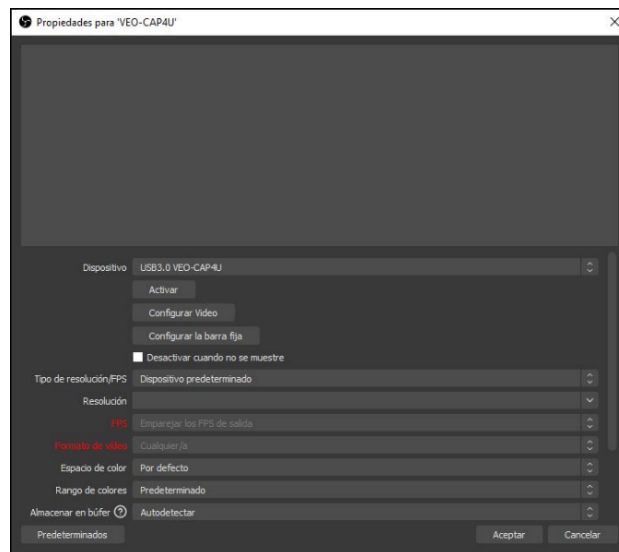 Propiedades para 'VEO-CAP4U'
Dispositivo USB3.0 VEO-CAP4U
Activar
Configurar Video
Configurar la barra fija
Desactivar cuando no se muestre
Tipo de resolución/FPS Dispositivo predeterminado
Resolución
FPS Emparejar los FPS de salida
Formato de vídeo Cualquier/a
Espacio de color Por defecto
Rango de colores Predeterminado
Almacenar en búfer ? Autodetectar
Predeterminados Aceptar Cancelar